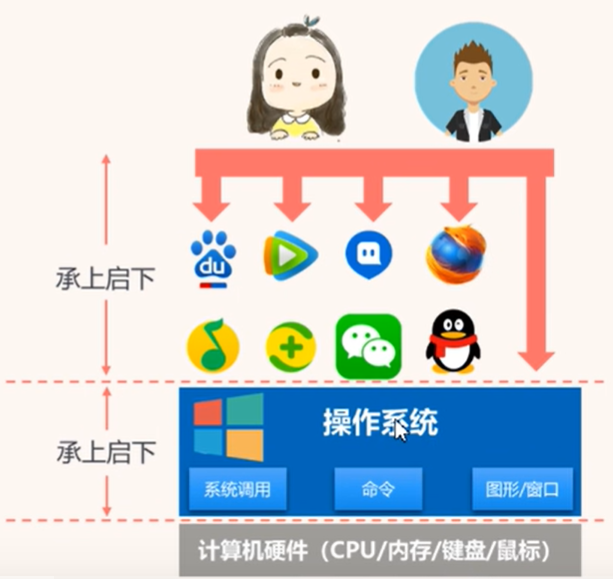 du
承上启下
操作系统
承上启下
系统调用
命令
图形/窗口
计算机硬件（CPU/内存/键盘/鼠标）